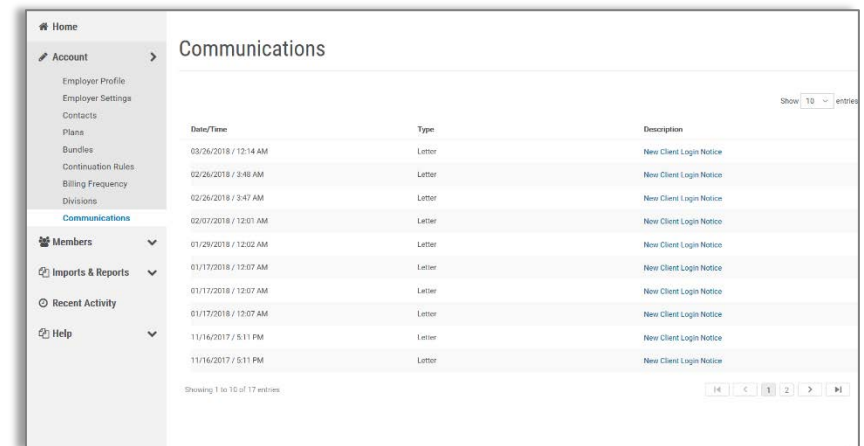 Home
Account
Employer Profile
Employer Settings
Contacts
Plans
Bundles
Continuation Rules
Billing Frequency
Divisions
Communications
Members
Imports & Reports
Recent Activity
Help
Communications
Show 10 entries
Date/Time Type Description
03/26/2018 / 12:14 AM Letter New Client Login Notice
02/26/2018 / 3:48 AM Letter New Client Login Notice
02/26/2018 / 3:47 AM Letter New Client Login Notice
02/07/2018 / 12:01 AM Letter New Client Login Notice
01/29/2018 / 12:02 AM Letter New Client Login Notice
01/17/2018 / 12:07 AM Letter New Client Login Notice
01/17/2018 / 12:07 AM Letter New Client Login Notice
01/17/2018 / 12:07 AM Letter New Client Login Notice
11/16/2017 / 5:11 PM Letter New Client Login Notice
11/16/2017 / 5:11 PM Letter New Client Login Notice
Showing 1 to 10 of 17 entries
1 2